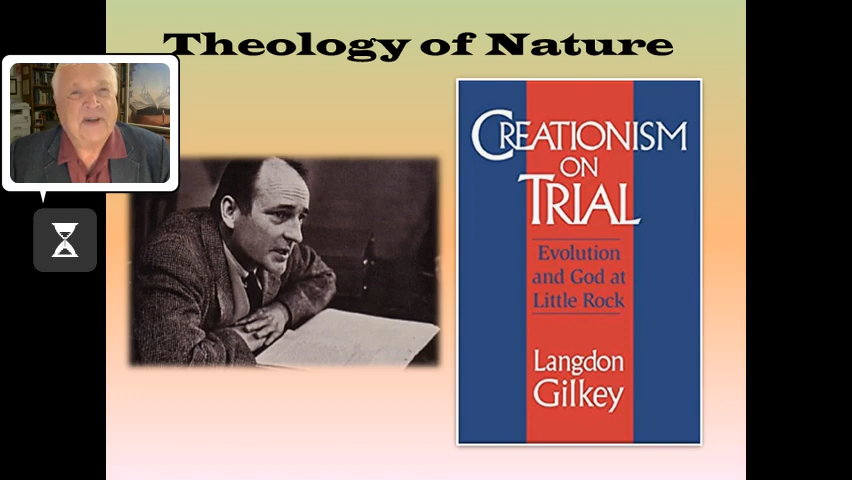 Theology of Nature
CREATIONISM
ON
TRIAL
Evolution
and God at
Little Rock
Langdon
Gilkey